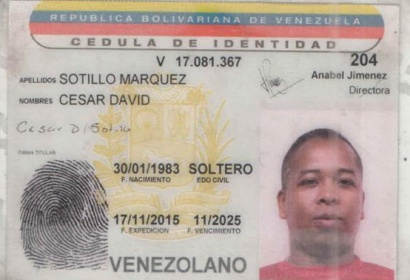 REPUBLICA BOLIVARIANA DE VENEZUELA
CEDULA DE IDENTIDAD
V 17.081.367
204
APELLIDOS SOTILLO MARQUEZ
Anabel Jimenez
Directora
NOMBRES CESAR DAVID
Cesar D Sotillo
FIRMA TITULAR
30/01/1983 SOLTERO
F. NACIMIENTO EDO CIVIL
17/11/2015 11/2025
F. EXPEDICION F. VENCIMIENTO
VENEZOLANO